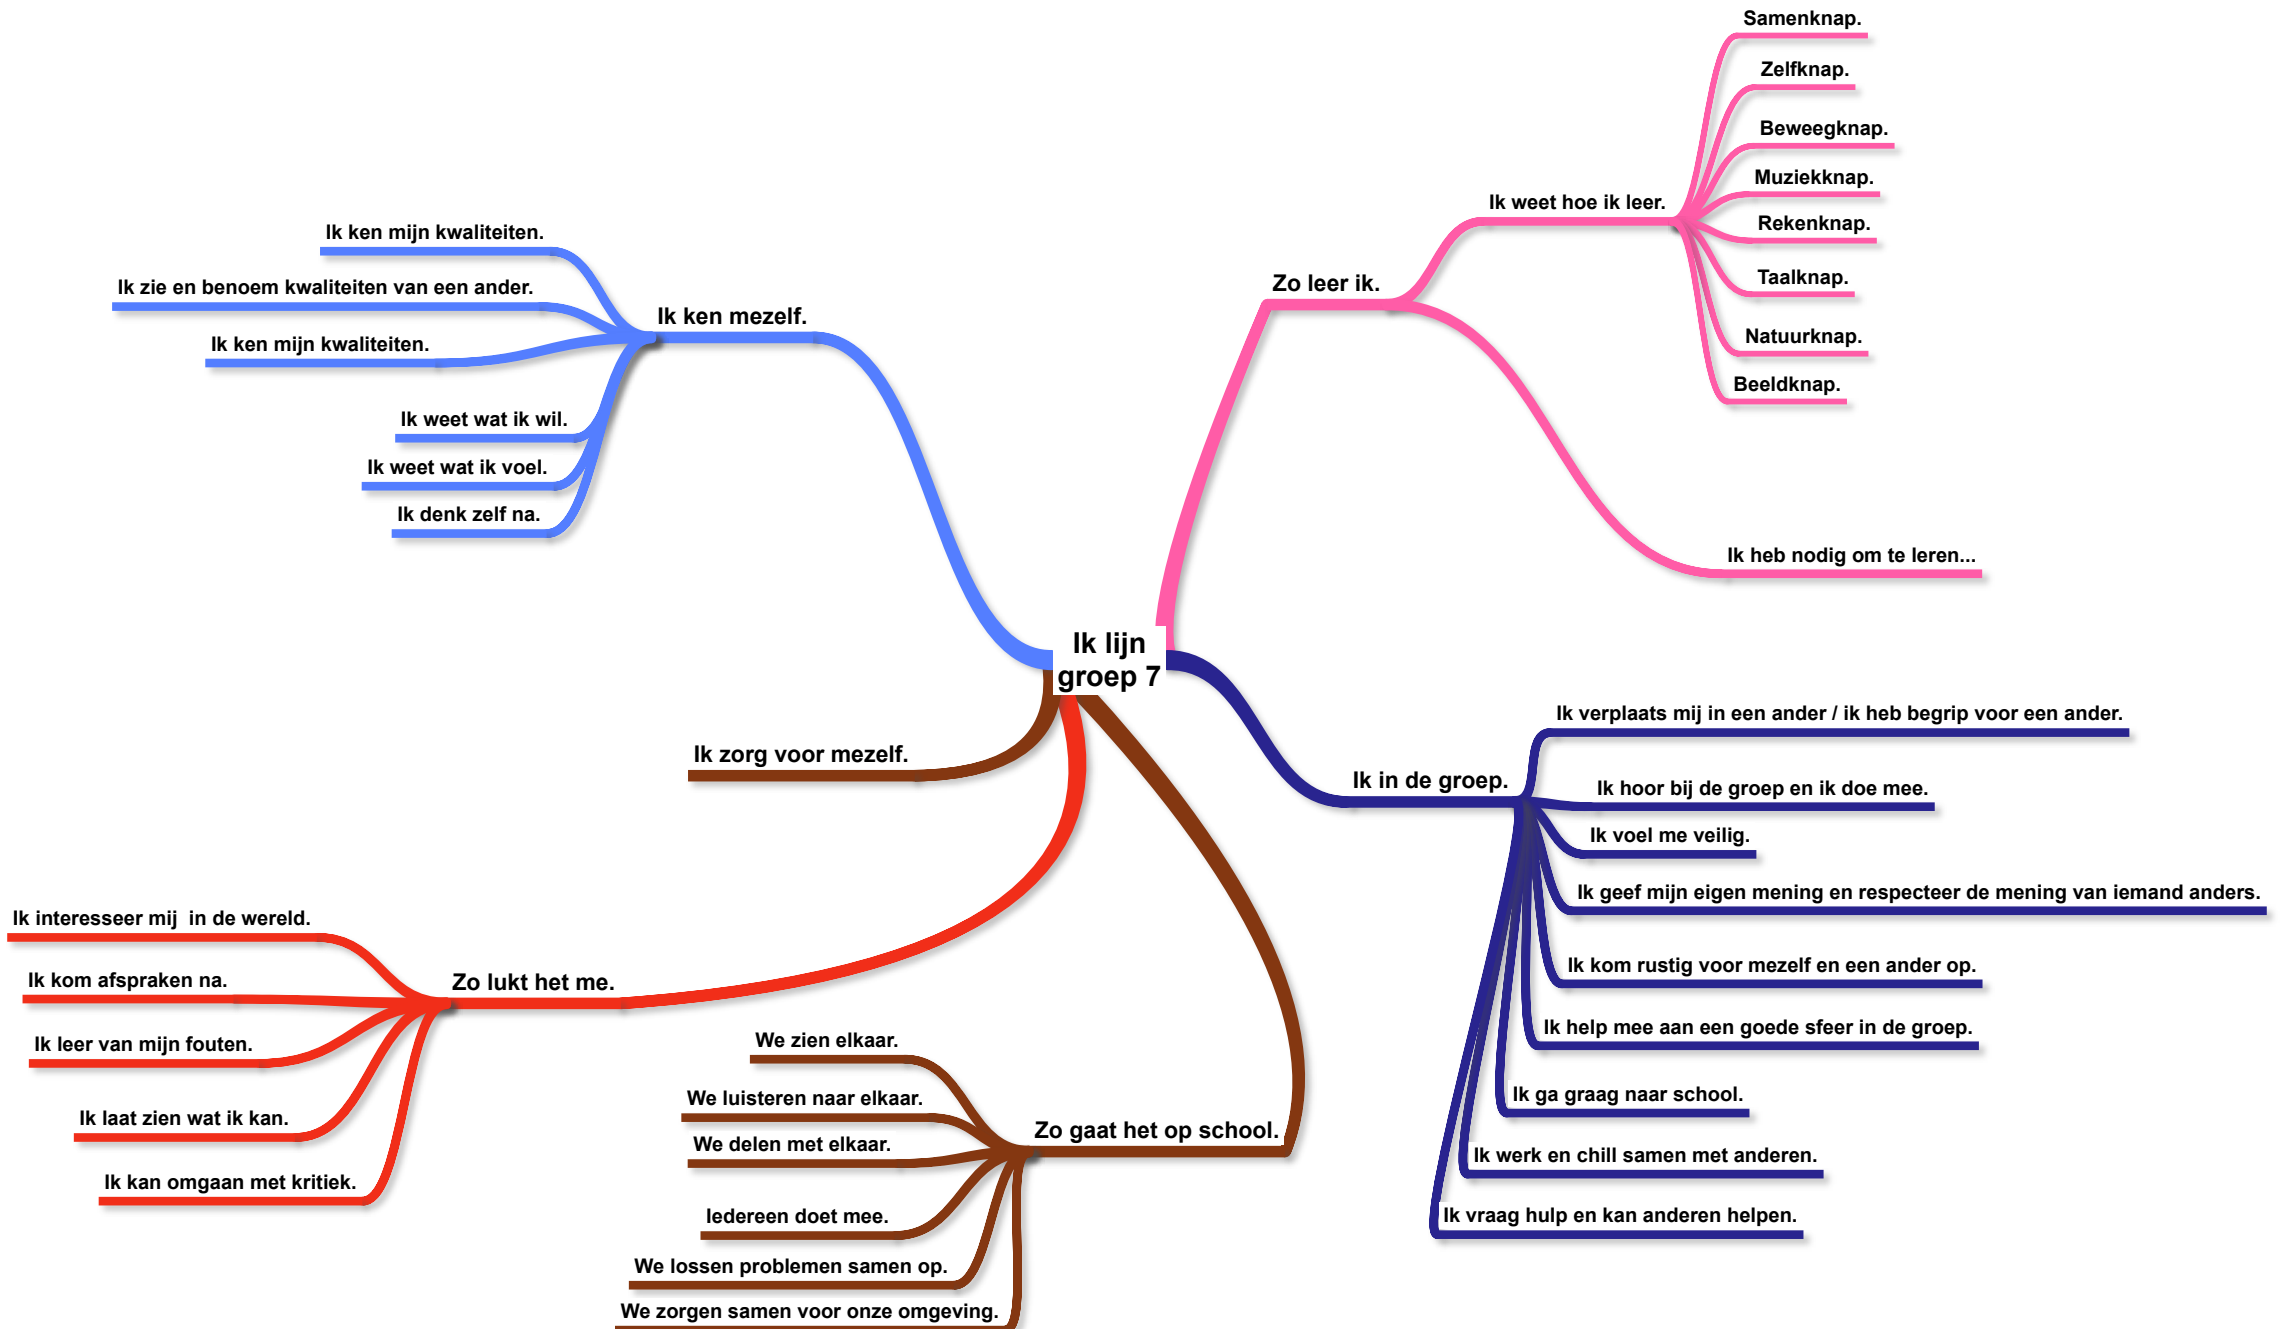 Ik lijn
groep 7
Ik ken mezelf.
Ik ken mijn kwaliteiten.
Ik zie en benoem kwaliteiten van een ander.
Ik ken mijn kwaliteiten.
Ik weet wat ik wil.
Ik weet wat ik voel.
Ik denk zelf na.
Zo leer ik.
Ik weet hoe ik leer.
Samenknap.
Zelfknap.
Beweegknap.
Muziekknap.
Rekenknap.
Taalknap.
Natuurknap.
Beeldknap.
Ik heb nodig om te leren...
Ik in de groep.
Ik verplaats mij in een ander / ik heb begrip voor een ander.
Ik hoor bij de groep en ik doe mee.
Ik voel me veilig.
Ik geef mijn eigen mening en respecteer de mening van iemand anders.
Ik kom rustig voor mezelf en een ander op.
Ik help mee aan een goede sfeer in de groep.
Ik ga graag naar school.
Ik werk en chill samen met anderen.
Ik vraag hulp en kan anderen helpen.
Ik zorg voor mezelf.
Zo lukt het me.
Ik interesseer mij  in de wereld.
Ik kom afspraken na.
Ik leer van mijn fouten.
Ik laat zien wat ik kan.
Ik kan omgaan met kritiek.
Zo gaat het op school.
We zien elkaar.
We luisteren naar elkaar.
We delen met elkaar.
Iedereen doet mee.
We lossen problemen samen op.
We zorgen samen voor onze omgeving.